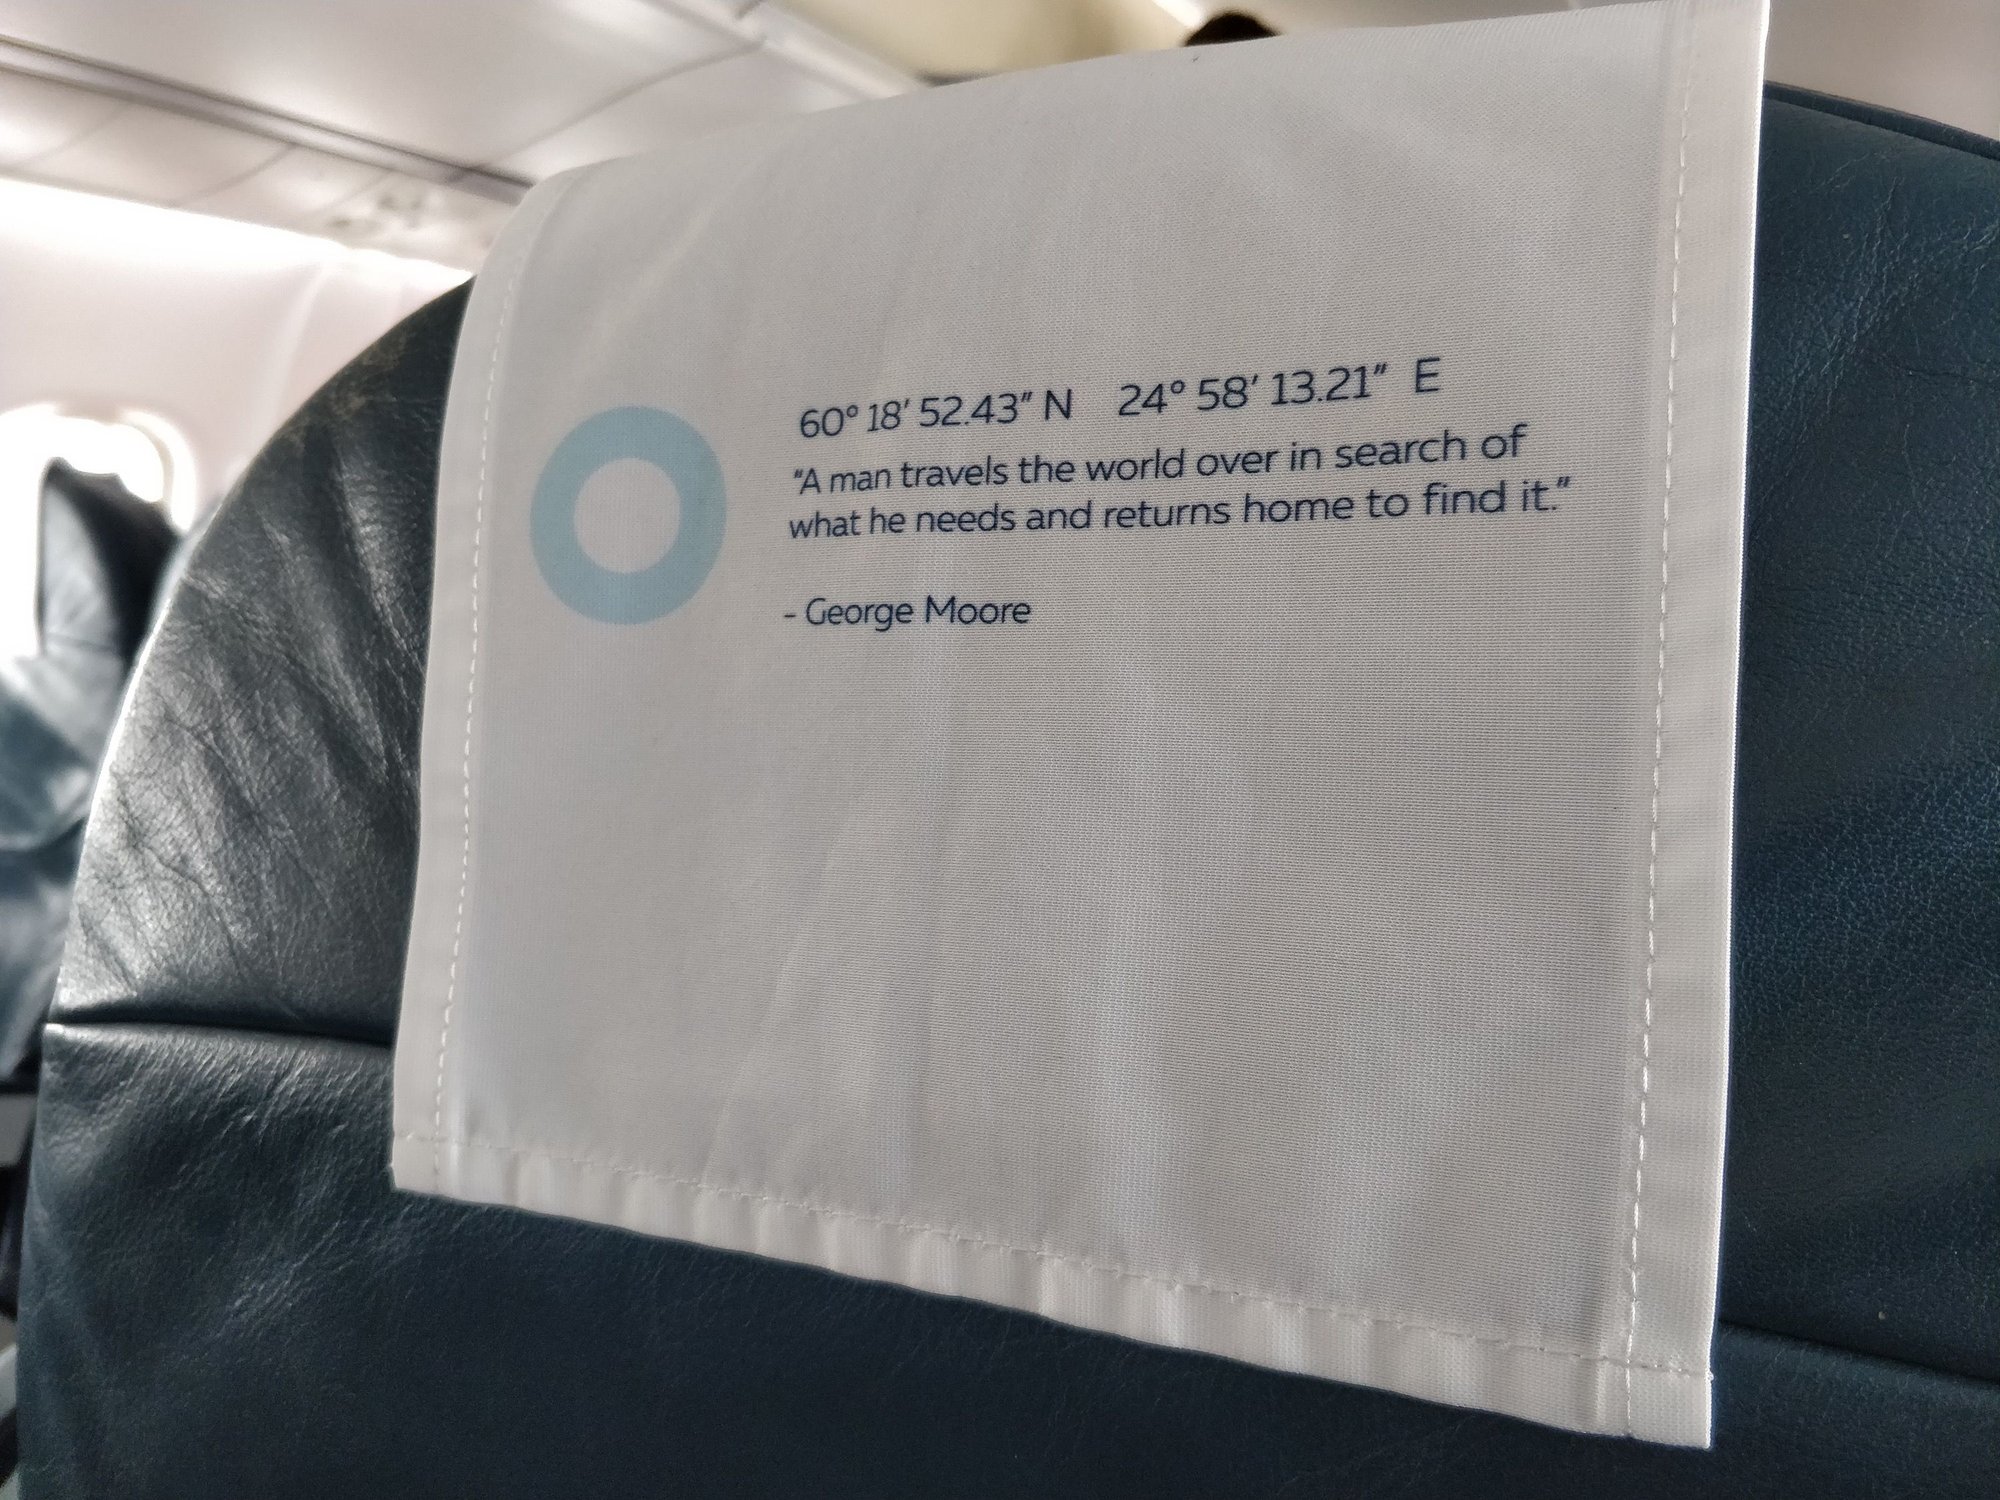 60° 18′ 52.43″ N 24° 58′ 13.21″ E
"A man travels the world over in search of
what he needs and returns home to find it."
- George Moore